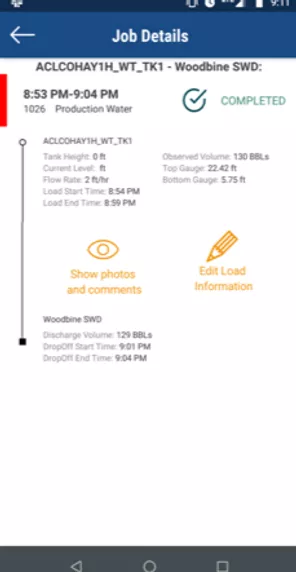 9:11
Job Details
ACLCOHAY1H_WT_TK1 - Woodbine SWD:
8:53 PM-9:04 PM
1026 Production Water
COMPLETED
ACLCOHAY1H_WT_TK1
Tank Height: 0 ft
Current Level: ft
Flow Rate: 2 ft/hr
Load Start Time: 8:54 PM
Load End Time: 8:59 PM
Observed Volume: 130 BBLs
Top Gauge: 22.42 ft
Bottom Gauge: 5.75 ft
Show photos
and comments
Edit Load
Information
Woodbine SWD
Discharge Volume: 129 BBLs
DropOff Start Time: 9:01 PM
DropOff End Time: 9:04 PM